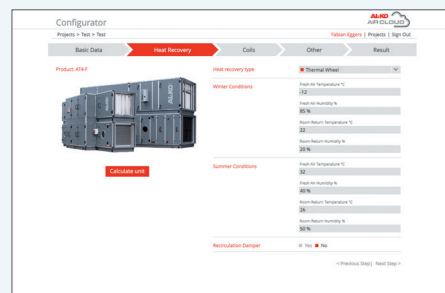 Configurator
AL-KO
AIR CLOUD
Projects > Test > Test
Fabian Eggers | Projects | Sign Out
Basic Data
Heat Recovery
Coils
Other
Result
Product: AT4-F
Heat recovery type
Thermal Wheel
Winter Conditions
Fresh Air Temperature °C
-12
Fresh Air Humidity %
85 %
Room Return Temperature °C
22
Room Return Humidity %
20 %
Calculate unit
Summer Conditions
Fresh Air Temperature °C
32
Fresh Air Humidity %
40 %
Room Return Temperature °C
26
Room Return Humidity %
50 %
Recirculation Damper
Yes No
< Previous Step| Next Step >